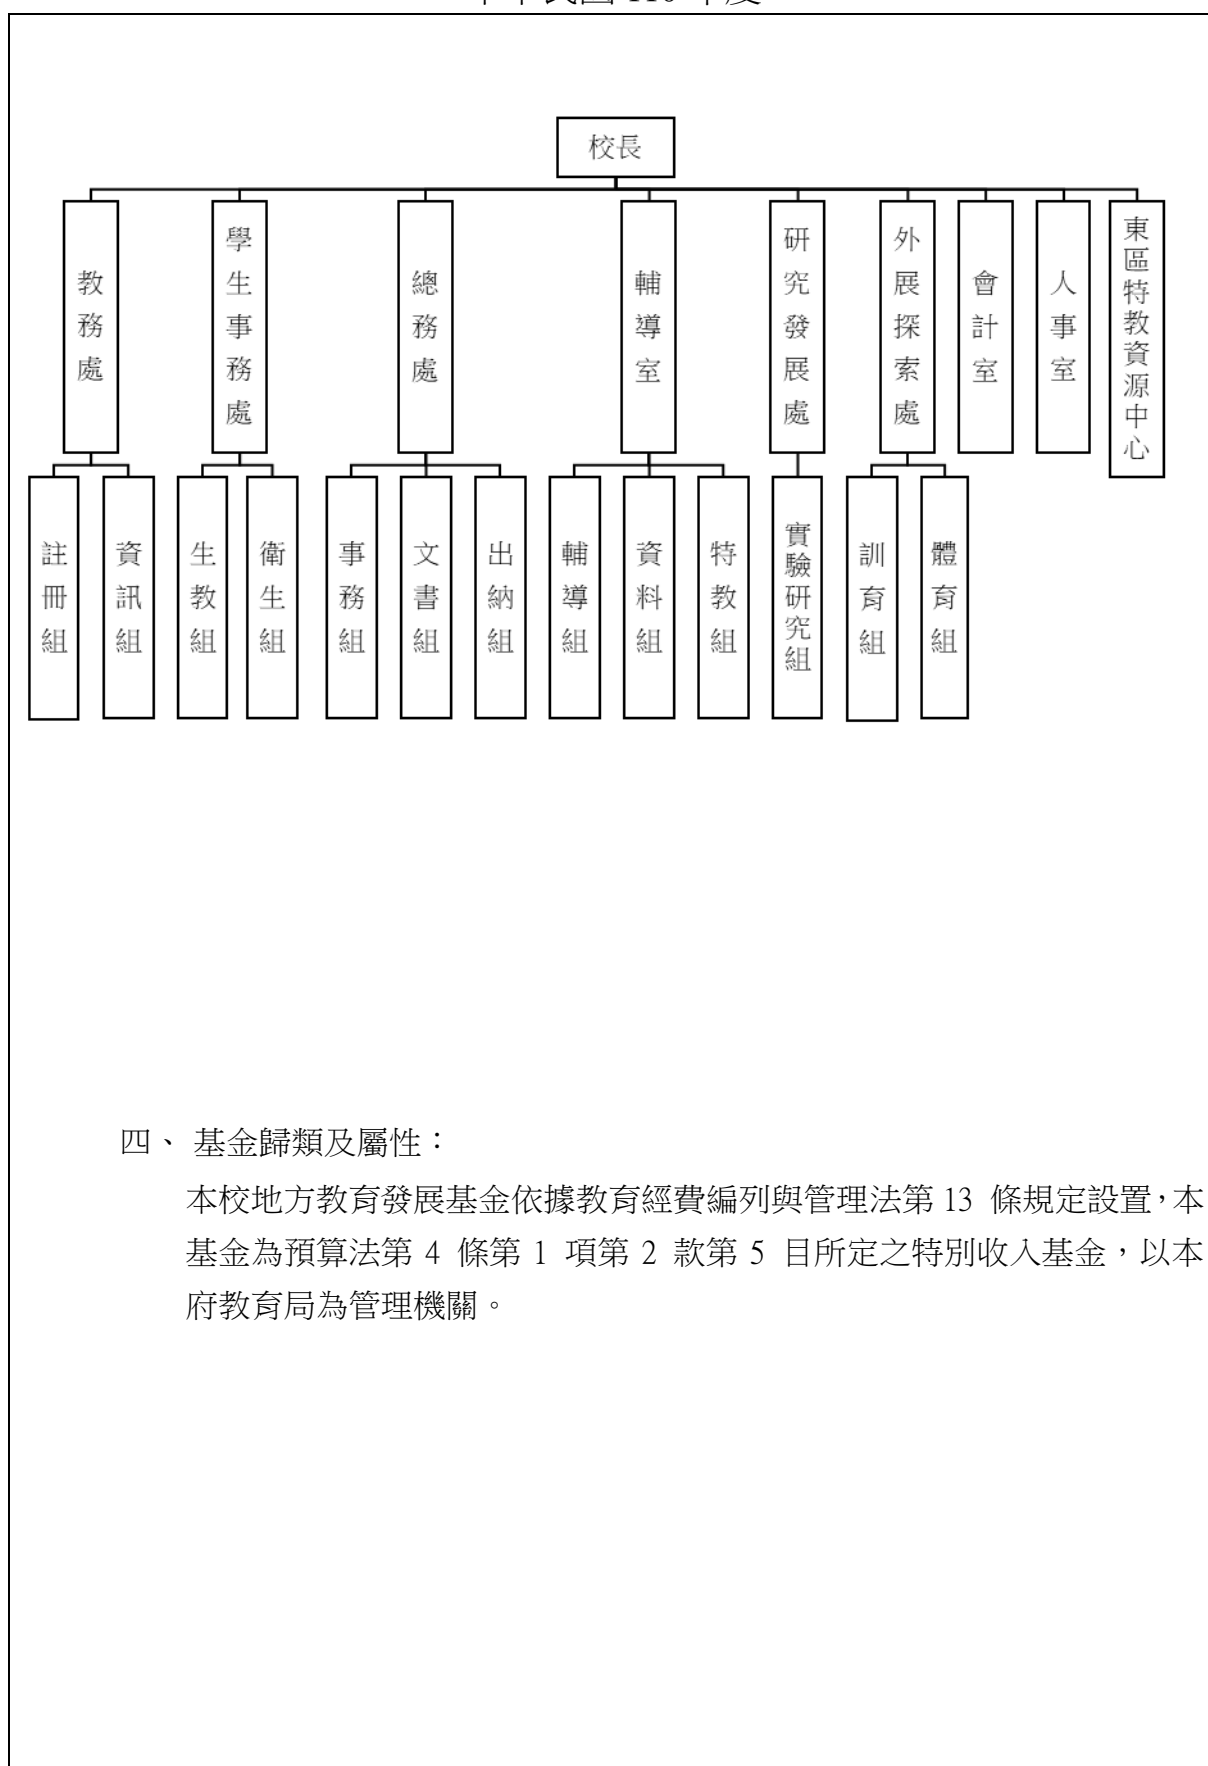 校長
教務處
學生事務處
總務處
輔導室
研究發展處
外展探索處
會計室
人事室
東區特教資源中心
註冊組
資訊組
生教組
衛生組
事務組
文書組
出納組
輔導組
資料組
特教組
實驗研究組
訓育組
體育組
四、 基金歸類及屬性：
本校地方教育發展基金依據教育經費編列與管理法第 13 條規定設置，本
基金為預算法第 4 條第 1 項第 2 款第 5 目所定之特別收入基金，以本
府教育局為管理機關。